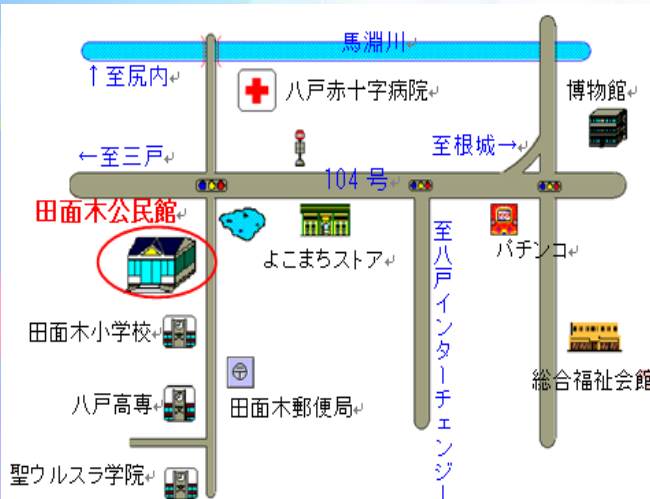 馬淵川
↑至尻内
八戸赤十字病院
博物館
←至三戸
至根城→
104 号
田面木公民館
よこまちストア
パチンコ
至八戸インターチェンジー
田面木小学校
総合福祉会館
八戸高専
田面木郵便局
聖ウルスラ学院